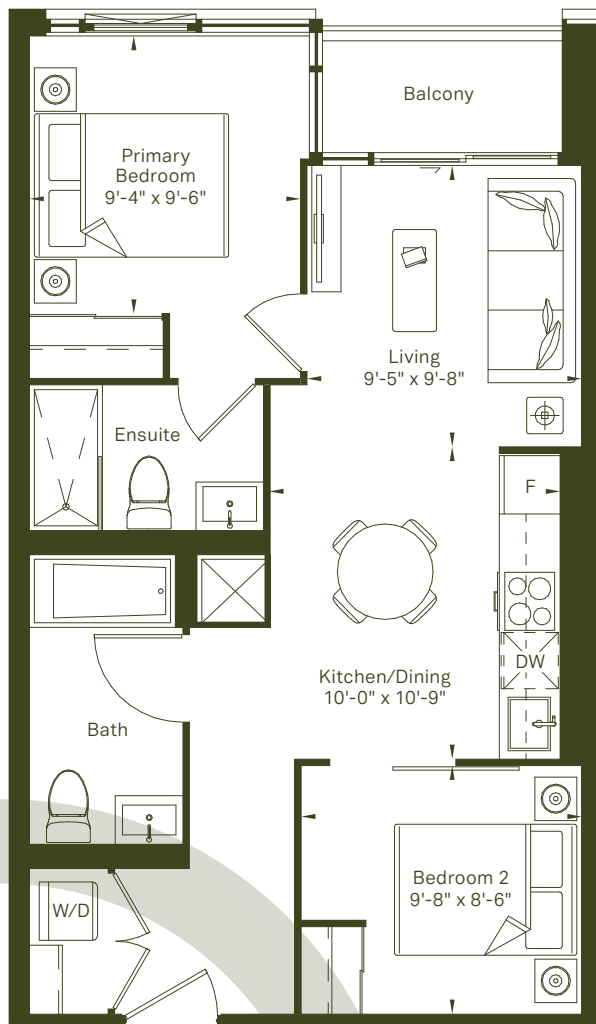 Balcony
Primary
Bedroom
9'-4" x 9'-6"
Living
9'-5" x 9'-8"
Ensuite
F
DW
Kitchen/Dining
10'-0" x 10'-9"
Bath
Bedroom 2
9'-8" x 8'-6"
W/D